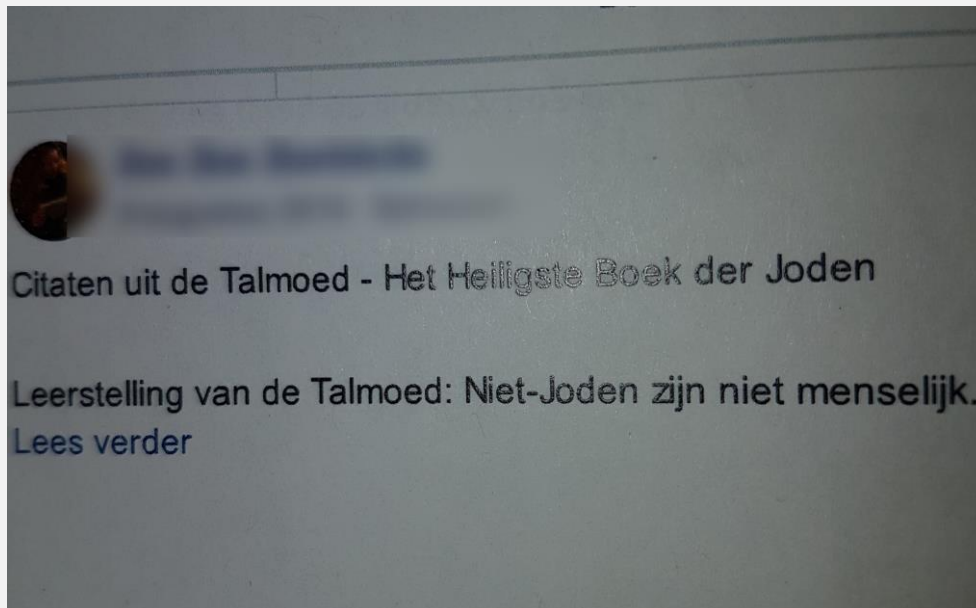 Citaten uit de Talmoed - Het Heiligste Boek der Joden
Leerstelling van de Talmoed: Niet-Joden zijn niet menselijk.
Lees verder